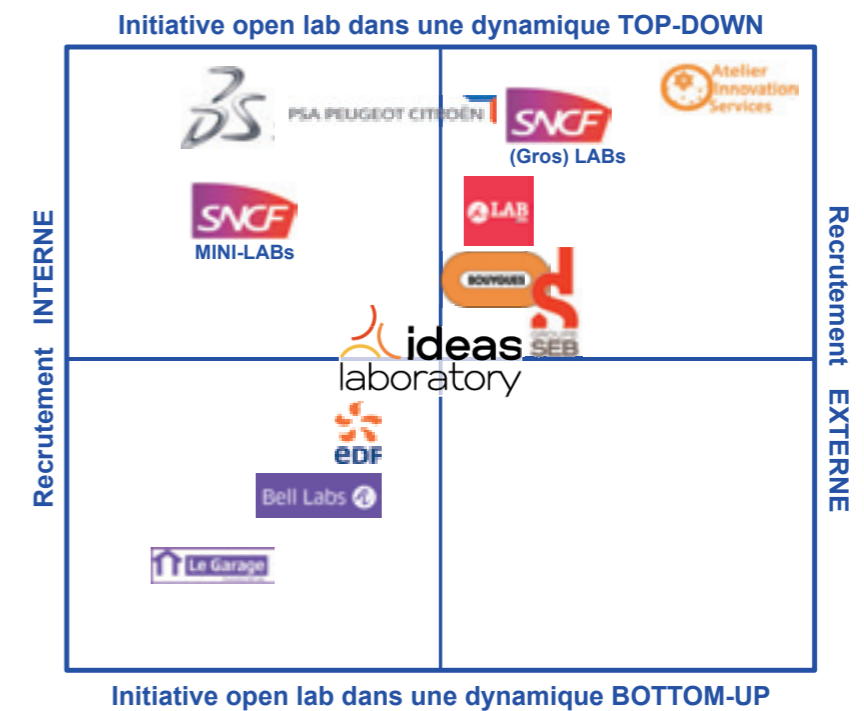 Initiative open lab dans une dynamique TOP-DOWN
Recrutement INTERNE
Recrutement EXTERNE
PSA PEUGEOT CITROËN
SNCF
(Gros) LABs
Atelier
Innovation
Services
SNCF
MINI-LABs
LAB
BOUYGUES
GROUPE
SEB
ideas
laboratory
eDF
Bell Labs
Le Garage
Initiative open lab dans une dynamique BOTTOM-UP